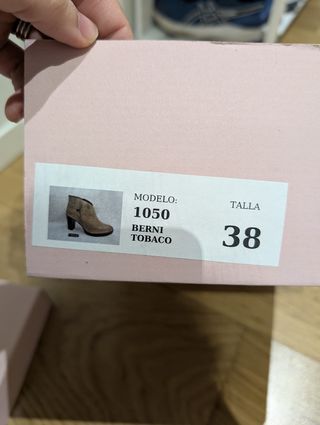 MODELO:
1050
BERNI
TOBACO
TALLA
38